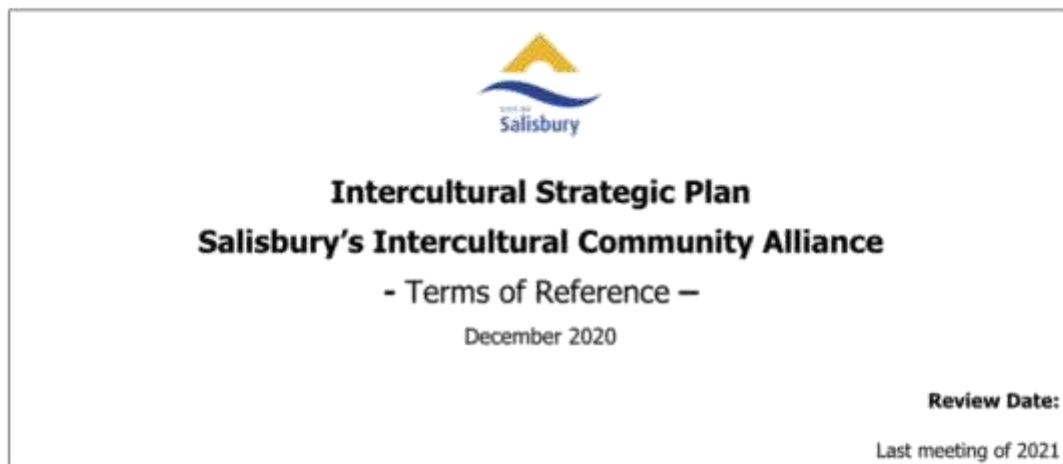 Salisbury
Intercultural Strategic Plan
Salisbury's Intercultural Community Alliance
- Terms of Reference –
December 2020
Review Date:
Last meeting of 2021